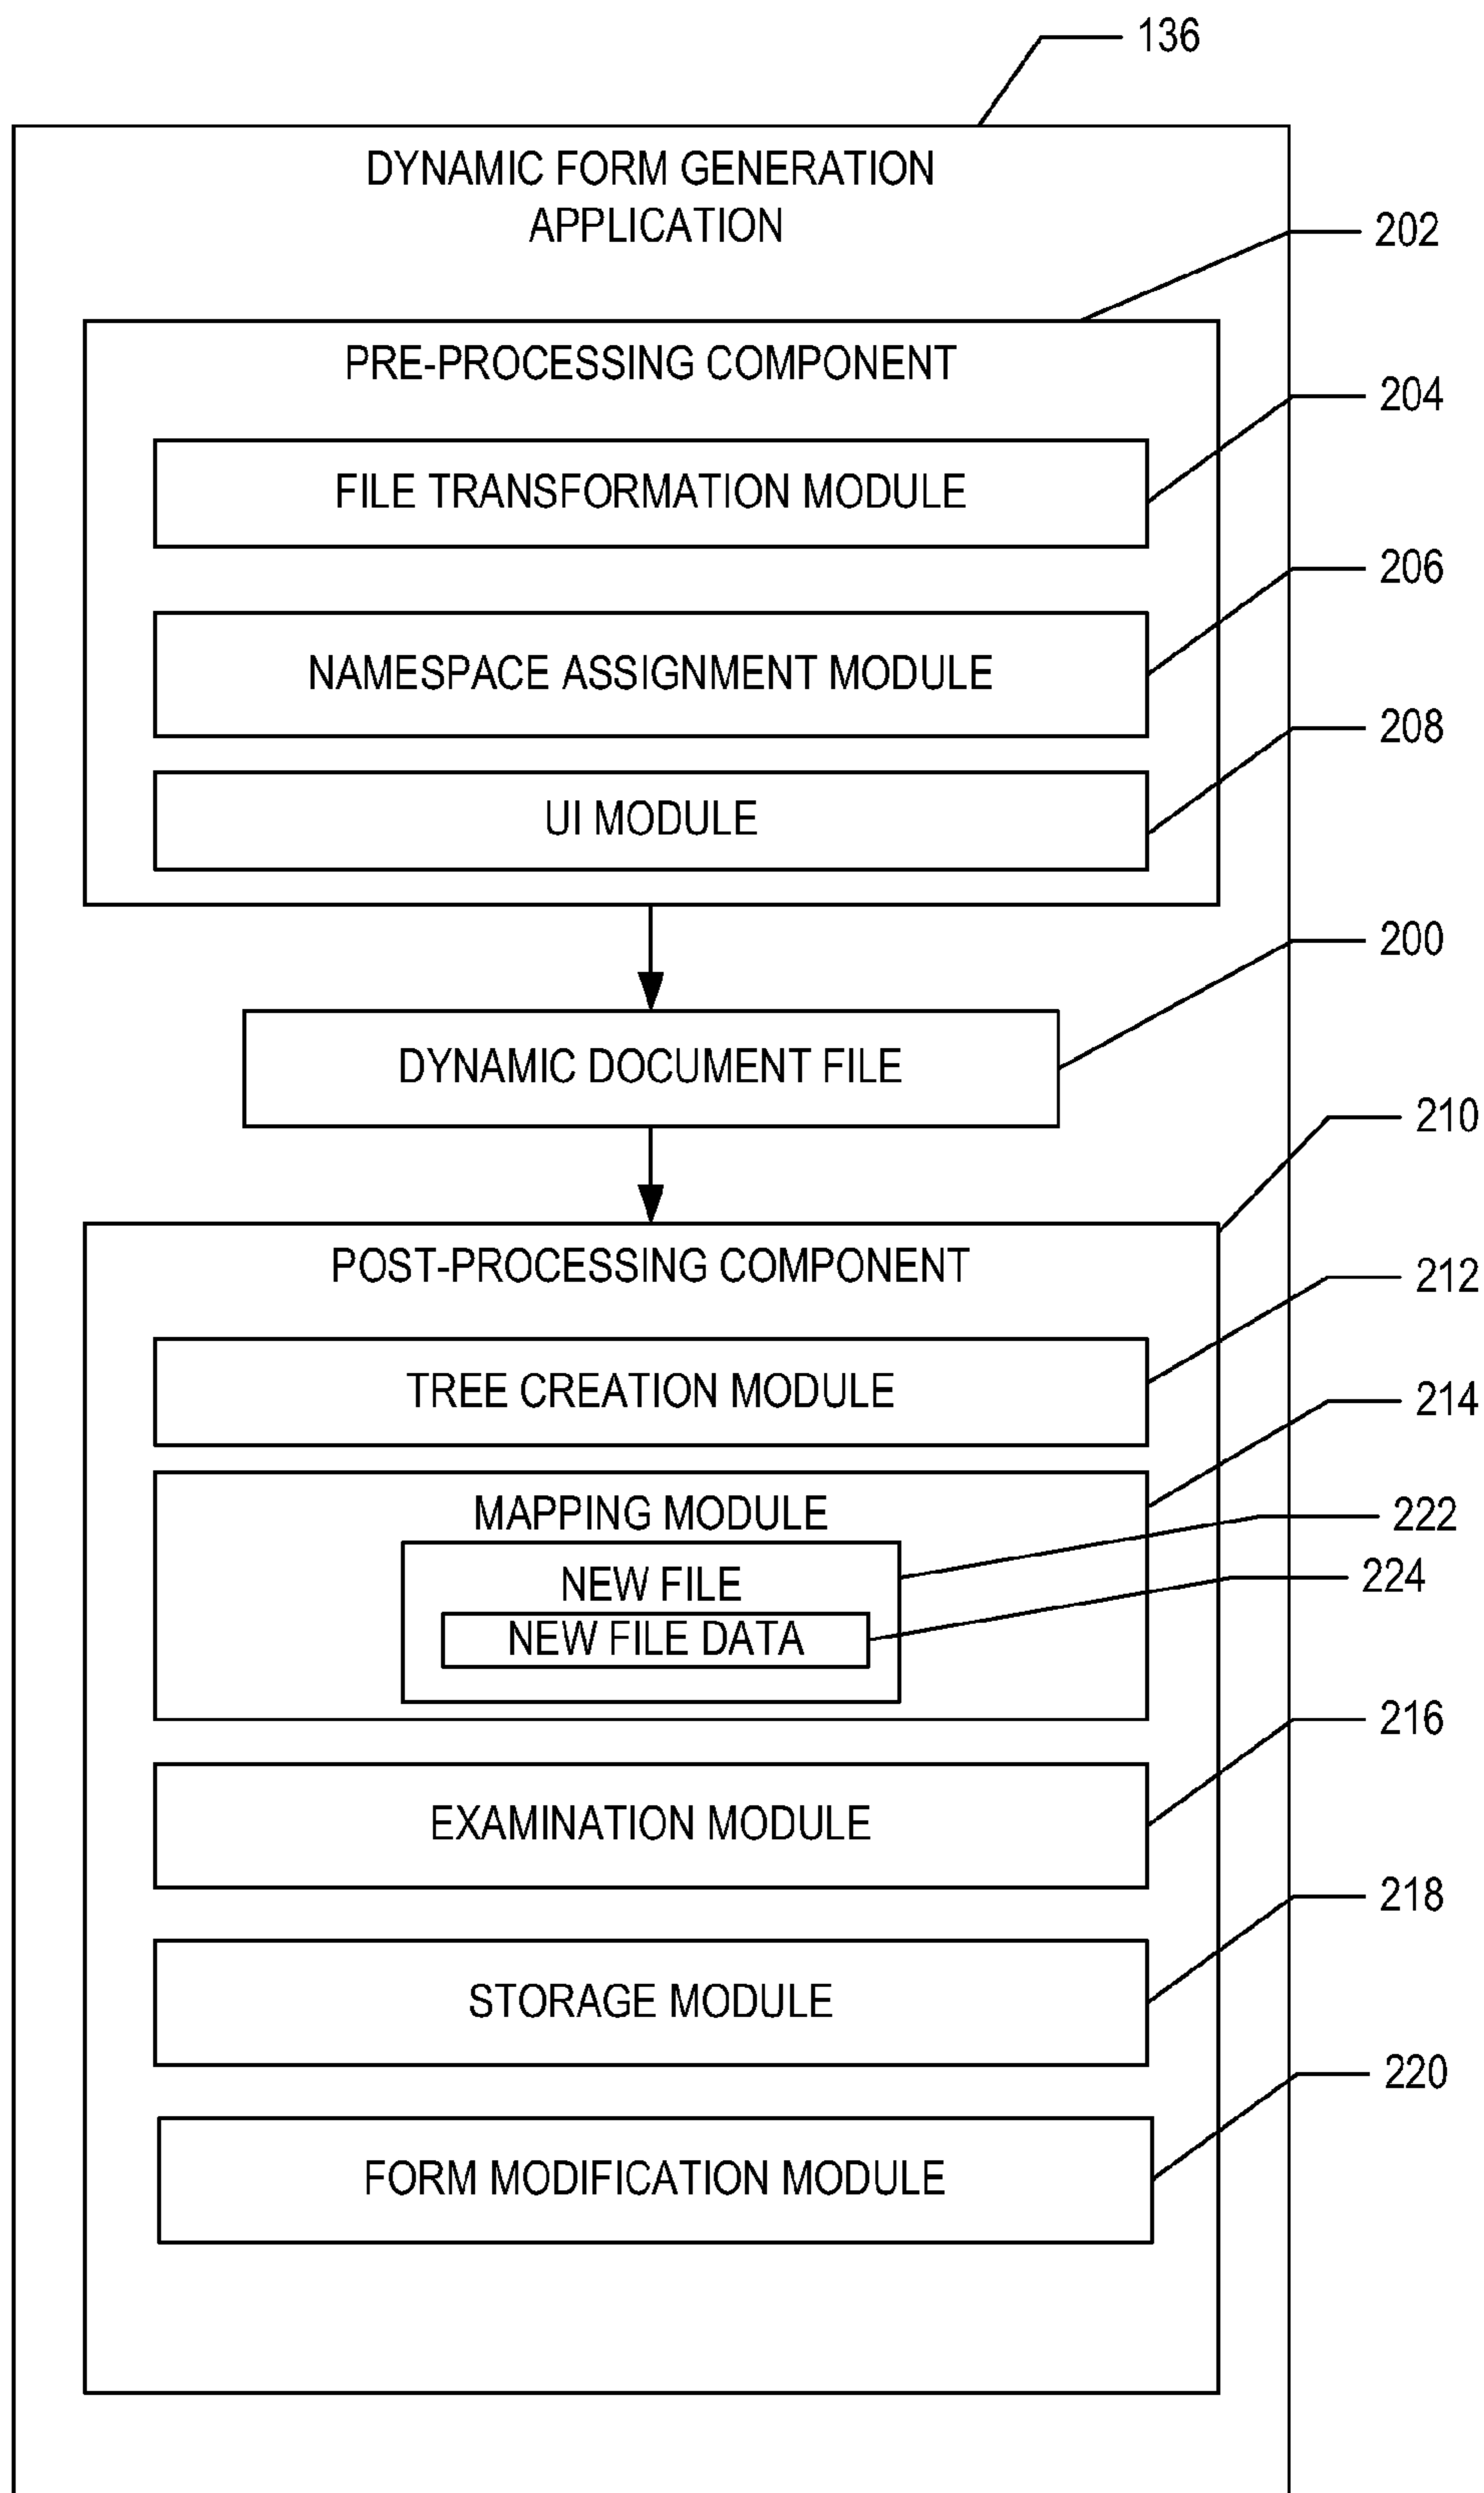 136
DYNAMIC FORM GENERATION
APPLICATION
202
PRE-PROCESSING COMPONENT
204
FILE TRANSFORMATION MODULE
206
NAMESPACE ASSIGNMENT MODULE
208
UI MODULE
200
DYNAMIC DOCUMENT FILE
210
POST-PROCESSING COMPONENT
212
TREE CREATION MODULE
214
MAPPING MODULE
222
NEW FILE
224
NEW FILE DATA
216
EXAMINATION MODULE
218
STORAGE MODULE
220
FORM MODIFICATION MODULE